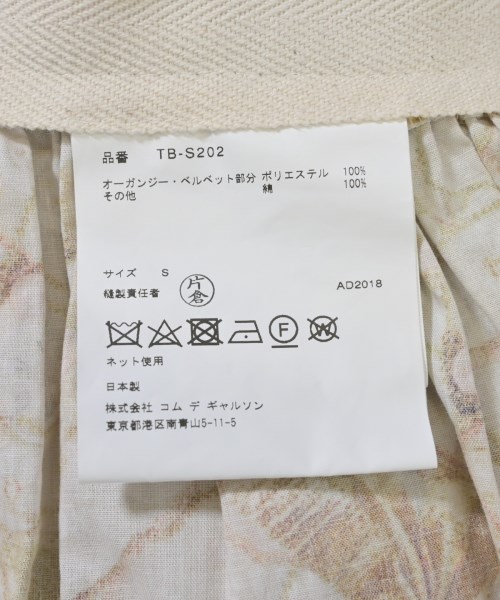 品番 TB-S202
オーガンジー・ベルベット部分 ポリエステル 100%
その他 綿 100%
サイズ S
縫製責任者 片倉
AD2018
F W
ネット使用
日本製
株式会社 コム デ ギャルソン
東京都港区南青山5-11-5